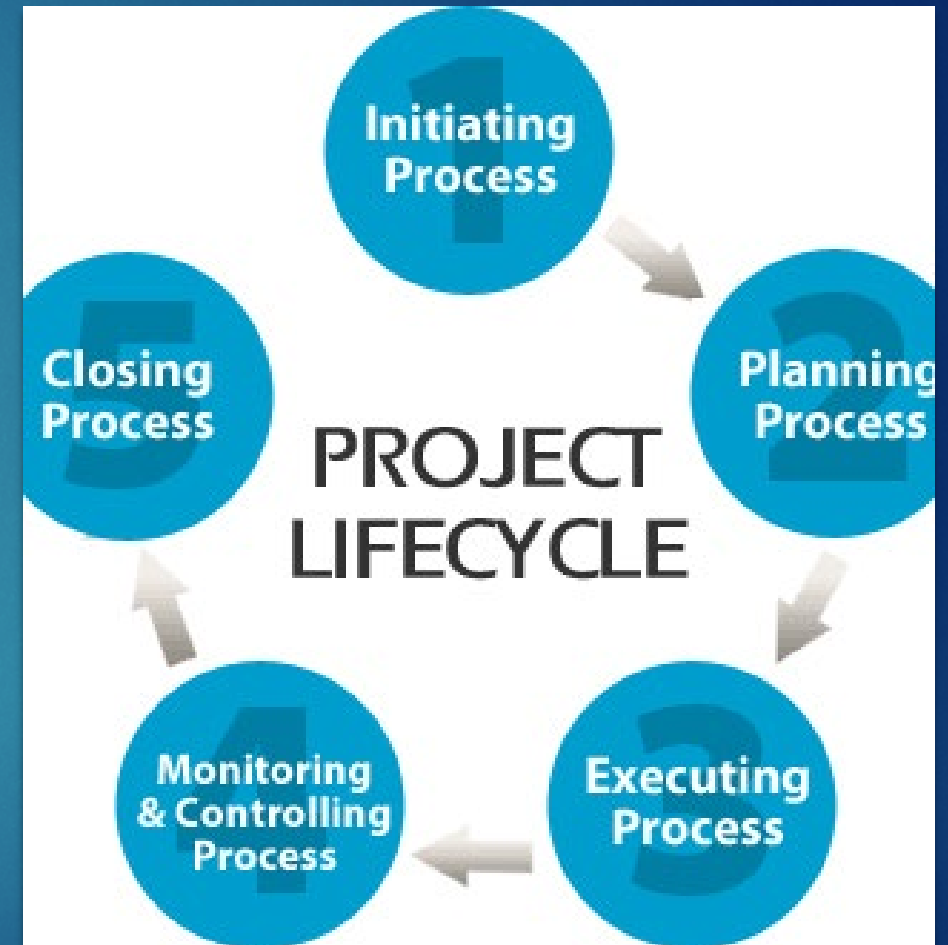 1
Initiating
Process
2
Planning
Process
3
Executing
Process
4
Monitoring
& Controlling
Process
5
Closing
Process
PROJECT
LIFECYCLE